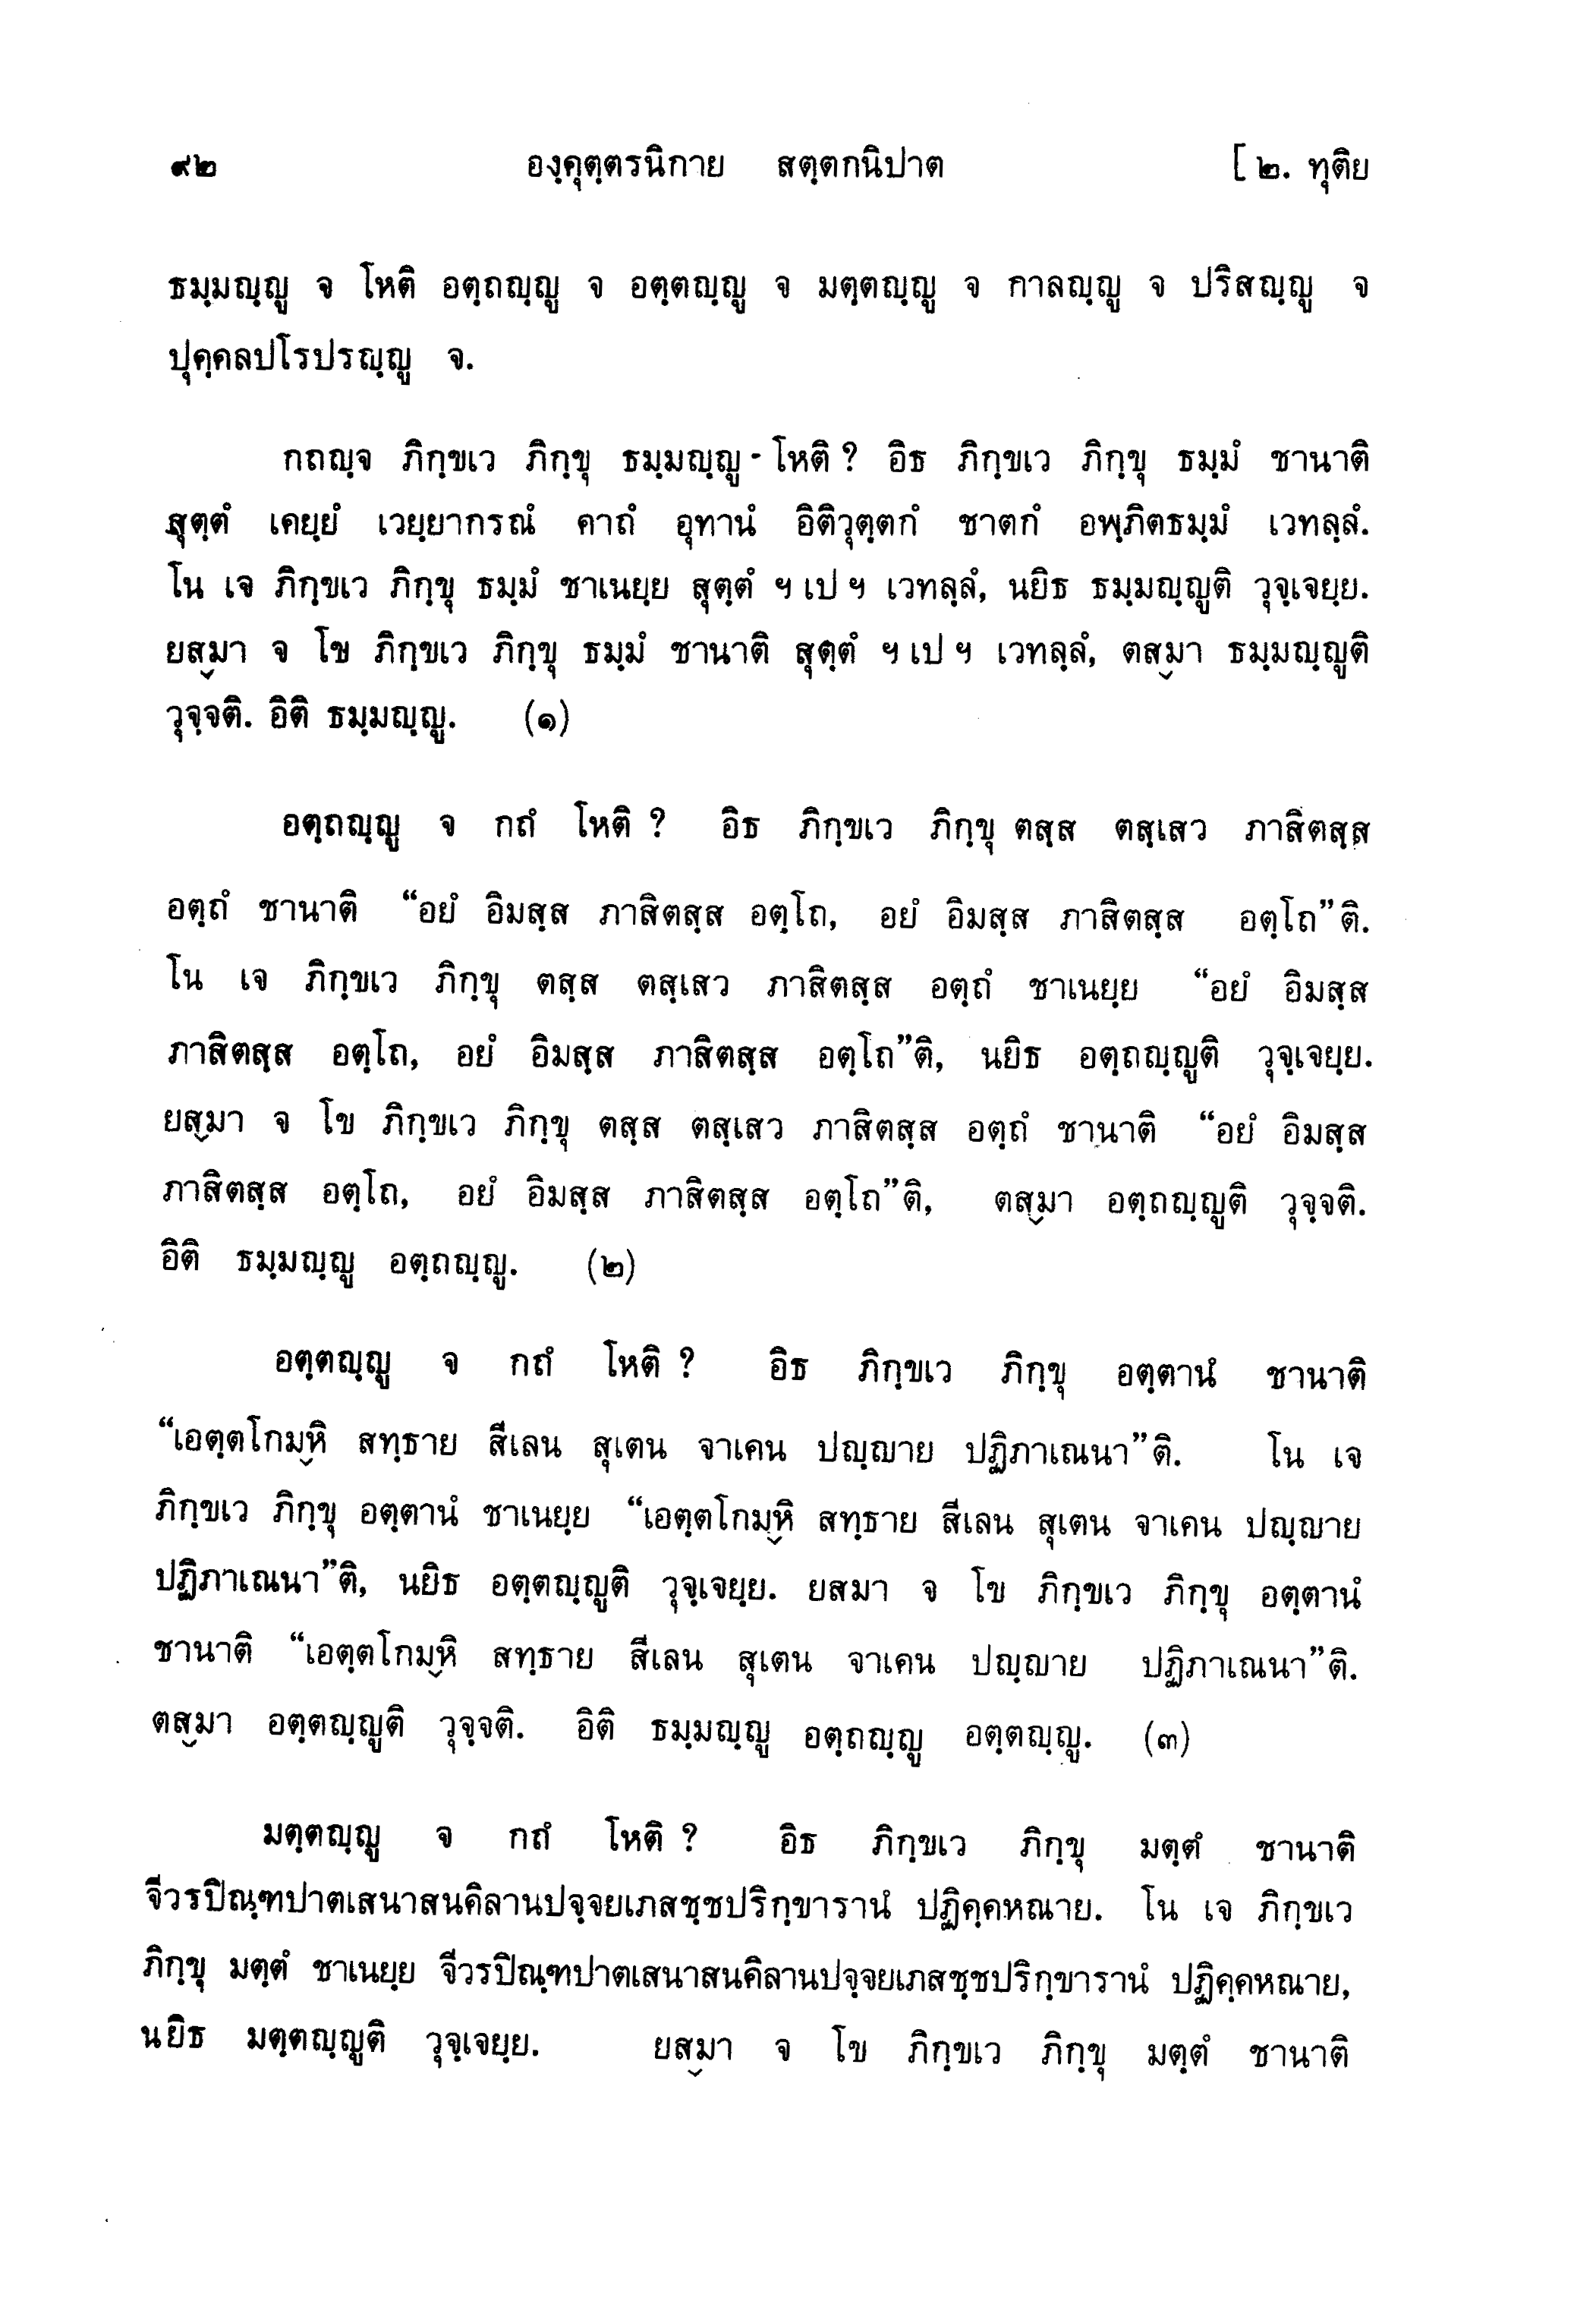 ๙๒ องฺคุตฺตรนิกาย สตฺตกนิปาต [ ๒. ทุติย
ธมฺมญฺญู จ โหติ อตฺถญฺญู จ อตฺตญฺญู จ มตฺตญฺญู จ กาลญฺญู จ ปริสญฺญู จ
ปุคฺคลปโรปรญฺญู จ.
กถญฺจ ภิกฺขเว ภิกฺขุ ธมฺมญฺญู - โหติ ? อิธ ภิกฺขเว ภิกฺขุ ธมฺมํ ชานาติ
สุตฺตํ เคยฺยํ เวยฺยากรณํ คาถํ อุทานํ อิติวุตฺตกํ ชาตกํ อพฺภิตธมฺมํ เวทลฺลํ.
โน เจ ภิกฺขเว ภิกฺขุ ธมฺมํ ชาเนยฺย สุตฺตํ ฯ เป ฯ เวทลฺลํ, นยิธ ธมฺมญฺญูติ วุจฺเจยฺย.
ยสฺมา จ โข ภิกฺขเว ภิกฺขุ ธมฺมํ ชานาติ สุตฺตํ ฯ เป ฯ เวทลฺลํ, ตสฺมา ธมฺมญฺญูติ
วุจฺจติ. อิติ ธมฺมญฺญู. (๑)
อตฺถญฺญู จ กถํ โหติ ? อิธ ภิกฺขเว ภิกฺขุ ตสฺส ตสฺเสว ภาสิตสฺส
อตฺถํ ชานาติ “อยํ อิมสฺส ภาสิตสฺส อตฺโถ, อยํ อิมสฺส ภาสิตสฺส อตฺโถ”ติ.
โน เจ ภิกฺขเว ภิกฺขุ ตสฺส ตสฺเสว ภาสิตสฺส อตฺถํ ชาเนยฺย “อยํ อิมสฺส
ภาสิตสฺส อตฺโถ, อยํ อิมสฺส ภาสิตสฺส อตฺโถ”ติ, นยิธ อตฺถญฺญูติ วุจฺเจยฺย.
ยสฺมา จ โข ภิกฺขเว ภิกฺขุ ตสฺส ตสฺเสว ภาสิตสฺส อตฺถํ ชานาติ “อยํ อิมสฺส
ภาสิตสฺส อตฺโถ, อยํ อิมสฺส ภาสิตสฺส อตฺโถ”ติ, ตสฺมา อตฺถญฺญูติ วุจฺจติ.
อิติ ธมฺมญฺญู อตฺถญฺญู. (๒)
อตฺตญฺญู จ กถํ โหติ ? อิธ ภิกฺขเว ภิกฺขุ อตฺตานํ ชานาติ
“เอตฺตโกมฺหิ สทฺธาย สีเลน สุเตน จาเคน ปญฺญาย ปฏิภาเณนา”ติ. โน เจ
ภิกฺขเว ภิกฺขุ อตฺตานํ ชาเนยฺย “เอตฺตโกมฺหิ สทฺธาย สีเลน สุเตน จาเคน ปญฺญาย
ปฏิภาเณนา”ติ, นยิธ อตฺตญฺญูติ วุจฺเจยฺย. ยสมา จ โข ภิกฺขเว ภิกฺขุ อตฺตานํ
ชานาติ “เอตฺตโกมฺหิ สทฺธาย สีเลน สุเตน จาเคน ปญฺญาย ปฏิภาเณนา”ติ.
ตสฺมา อตฺตญฺญูติ วุจฺจติ. อิติ ธมฺมญฺญู อตฺถญฺญู อตฺตญฺญู. (๓)
มตฺตญฺญู จ กถํ โหติ ? อิธ ภิกฺขเว ภิกฺขุ มตฺตํ ชานาติ
จีวรปิณฺฑปาตเสนาสนคิลานปจฺจยเภสชฺชปริกฺขารานํ ปฏิคฺคหณาย. โน เจ ภิกฺขเว
ภิกฺขุ มตฺตํ ชาเนยฺย จีวรปิณฺฑปาตเสนาสนคิลานปจฺจยเภสชฺชปริกฺขารานํ ปฏิคฺคหณาย,
นยิธ มตฺตญฺญูติ วุจฺเจยฺย. ยสฺมา จ โข ภิกฺขเว ภิกฺขุ มตฺตํ ชานาติ